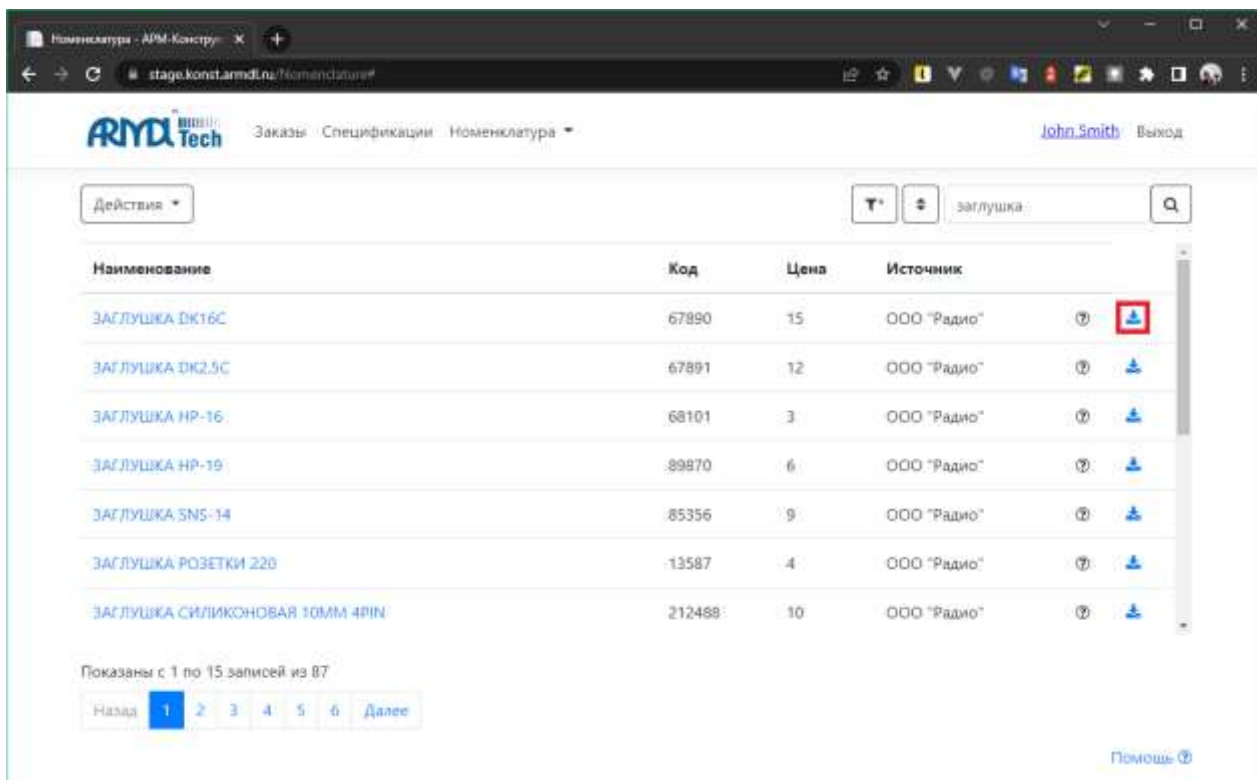 Номенклатура - АРМ-Констру
stage.konst.armdl.ru/Nomenclature#
ARMDL Tech Заказы Спецификации Номенклатура John Smith Выход
Действия заглушка
Наименование Код Цена Источник
ЗАГЛУШКА DK16C 67890 15 ООО "Радио"
ЗАГЛУШКА DK2.5C 67891 12 ООО "Радио"
ЗАГЛУШКА HP-16 68101 3 ООО "Радио"
ЗАГЛУШКА HP-19 89870 6 ООО "Радио"
ЗАГЛУШКА SNS-14 85356 9 ООО "Радио"
ЗАГЛУШКА РОЗЕТКИ 220 13587 4 ООО "Радио"
ЗАГЛУШКА СИЛИКОНОВАЯ 10MM 4PIN 212488 10 ООО "Радио"
Показаны с 1 по 15 записей из 87
Назад 1 2 3 4 5 6 Далее
Помощь